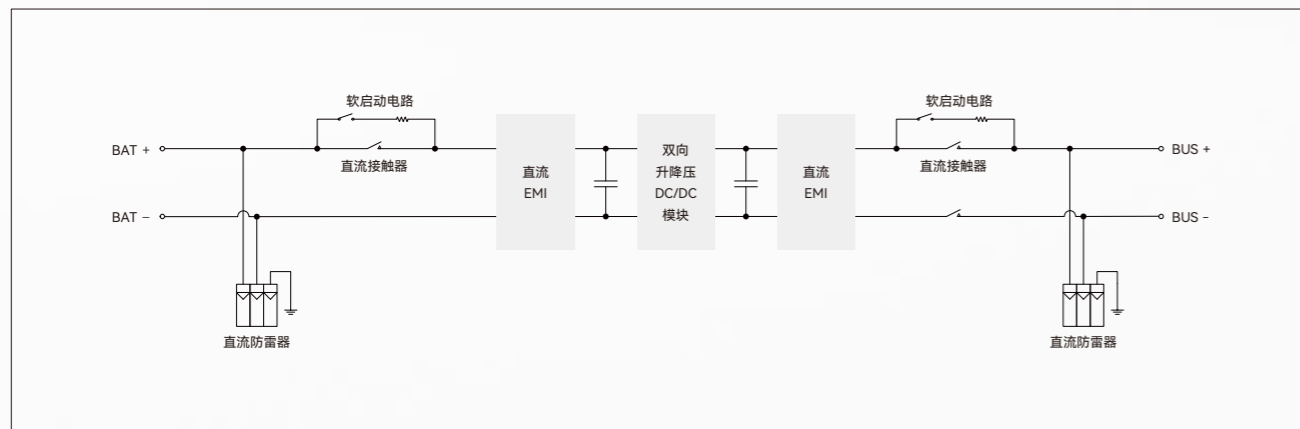 软启动电路
软启动电路
BAT +
直流接触器
直流
EMI
双向
升降压
DC/DC
模块
直流
EMI
直流接触器
BUS +
BAT −
BUS −
直流防雷器
直流防雷器